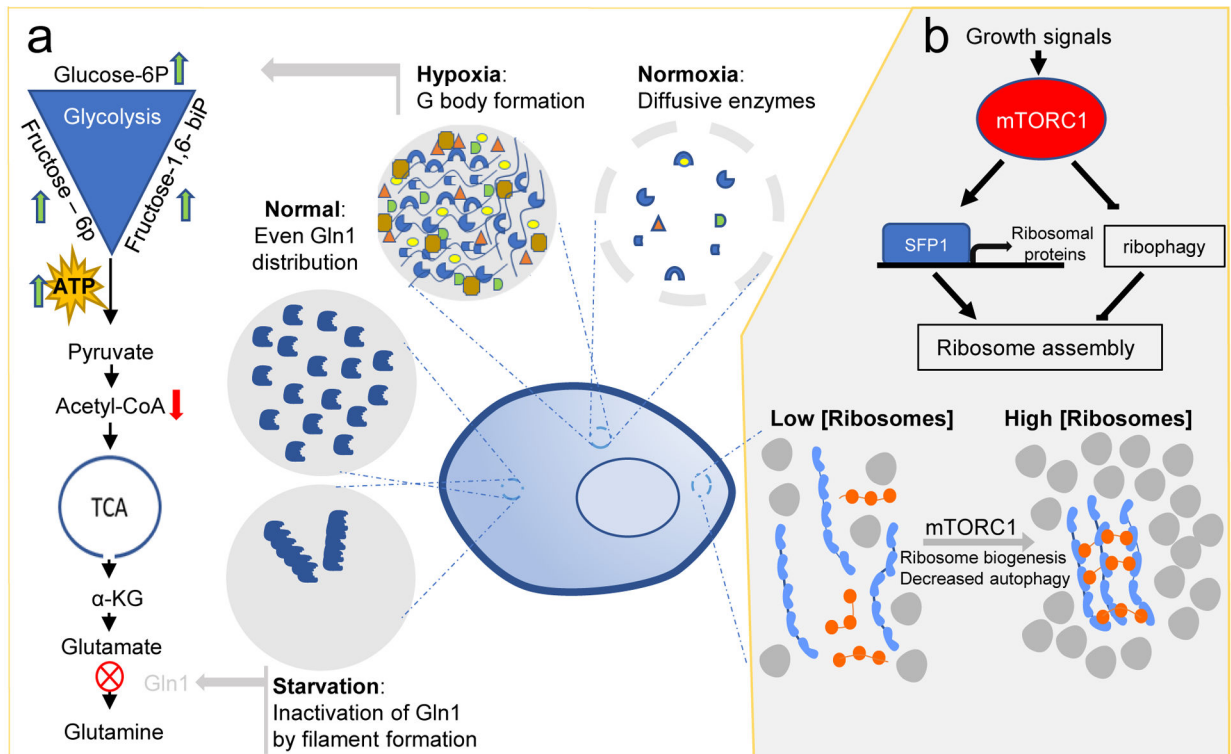 a
Glucose-6P
Glycolysis
Fructose – 6p
Fructose-1,6- biP
ATP
Pyruvate
Acetyl-CoA
TCA
α-KG
Glutamate
Gln1
Glutamine
Hypoxia:
G body formation
Normoxia:
Diffusive enzymes
Normal:
Even Gln1
distribution
Starvation:
Inactivation of Gln1
by filament formation
b
Growth signals
mTORC1
SFP1
Ribosomal
proteins
ribophagy
Ribosome assembly
Low [Ribosomes]
High [Ribosomes]
mTORC1
Ribosome biogenesis
Decreased autophagy